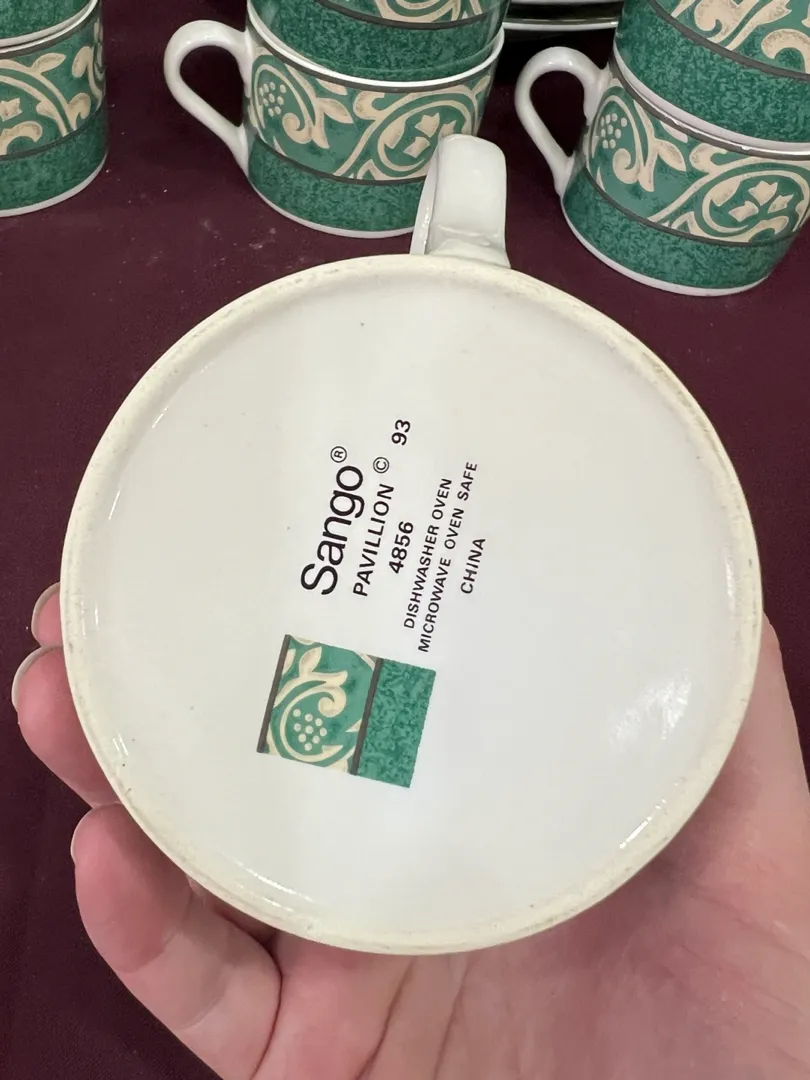 Sango®
PAVILLION © 93
4856
DISHWASHER OVEN
MICROWAVE OVEN SAFE
CHINA